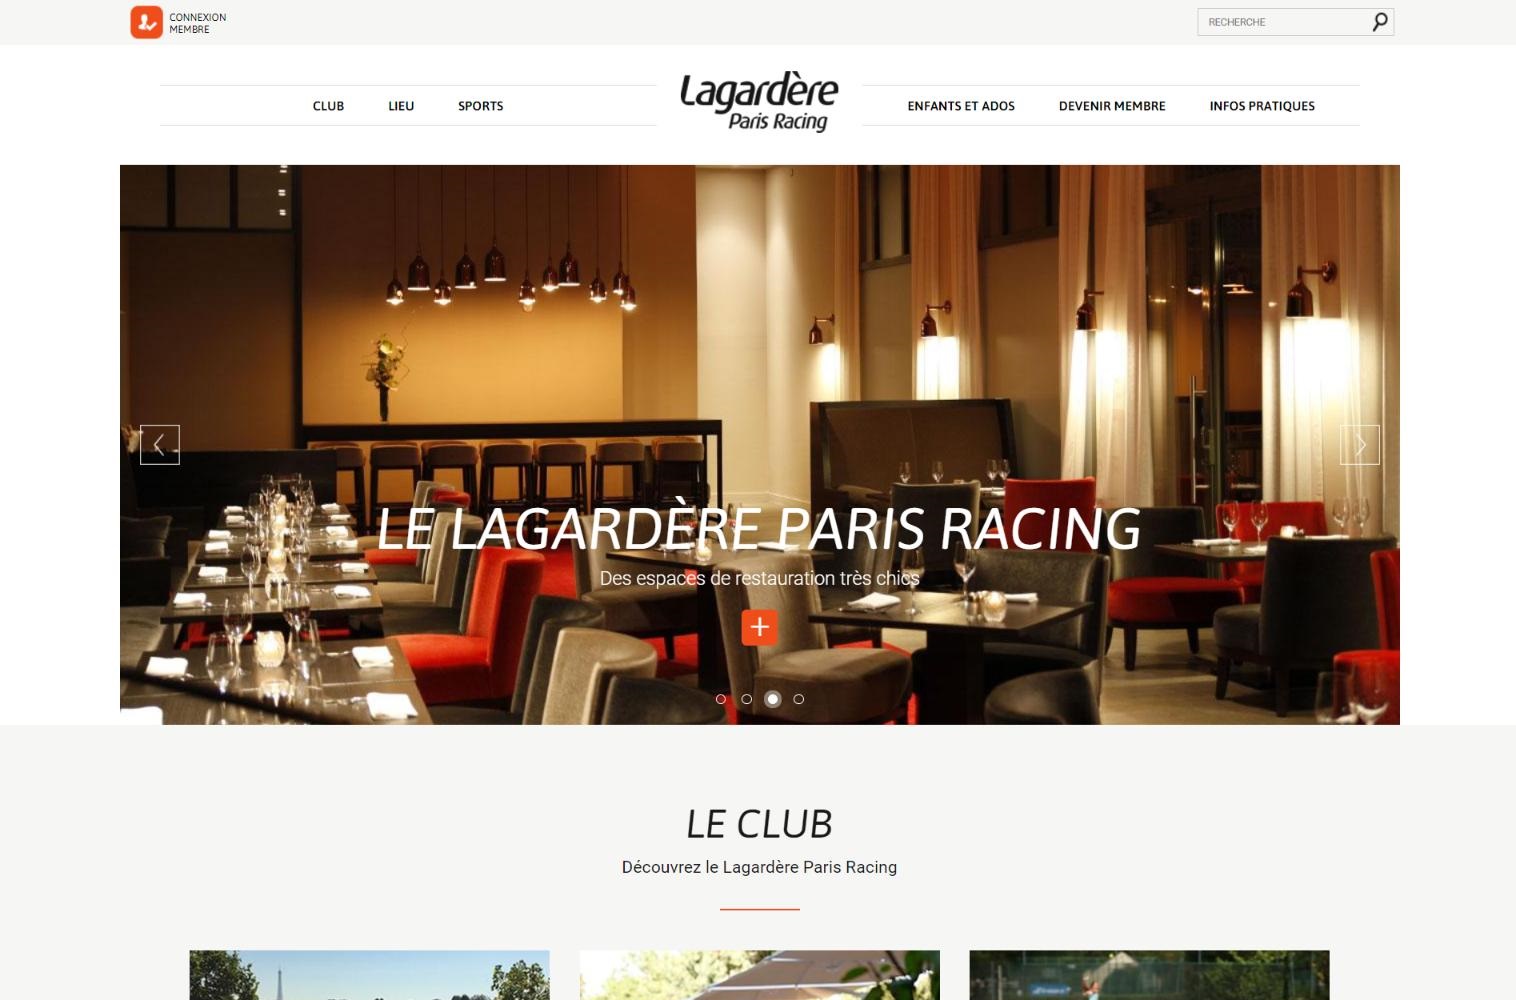 CONNEXION
MEMBRE
RECHERCHE
CLUB
LIEU
SPORTS
Lagardère
Paris Racing
ENFANTS ET ADOS
DEVENIR MEMBRE
INFOS PRATIQUES
LE LAGARDÈRE PARIS RACING
Des espaces de restauration très chics
LE CLUB
Découvrez le Lagardère Paris Racing